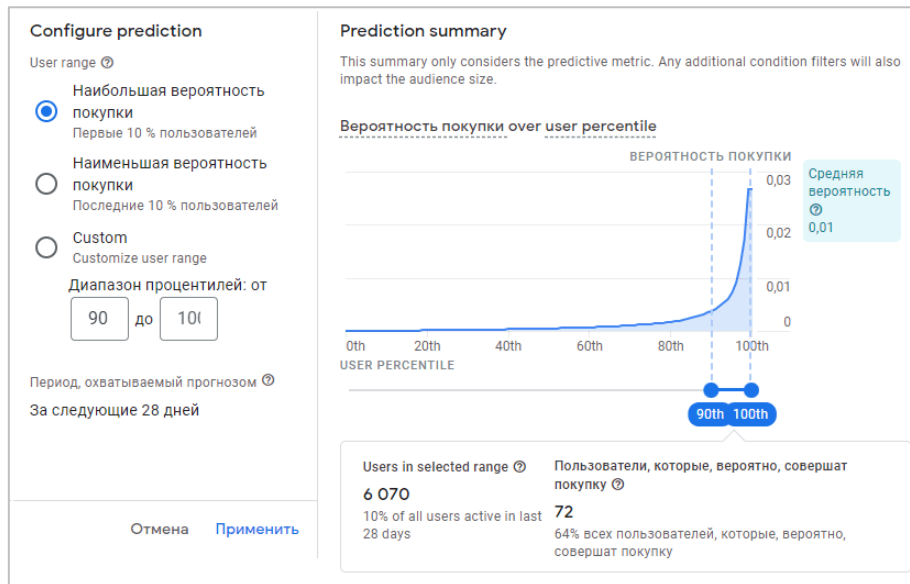 Configure prediction
User range
Наибольшая вероятность
покупки
Первые 10 % пользователей
Наименьшая вероятность
покупки
Последние 10 % пользователей
Custom
Customize user range
Диапазон процентилей: от
90 до 100
Период, охватываемый прогнозом
За следующие 28 дней
Отмена Применить
Prediction summary
This summary only considers the predictive metric. Any additional condition filters will also
impact the audience size.
Вероятность покупки over user percentile
ВЕРОЯТНОСТЬ ПОКУПКИ
0,03
0,02
0,01
0
Средняя
вероятность
0,01
0th 20th 40th 60th 80th 100th
USER PERCENTILE
90th 100th
Users in selected range
6 070
10% of all users active in last
28 days
Пользователи, которые, вероятно, совершат
покупку
72
64% всех пользователей, которые, вероятно,
совершат покупку